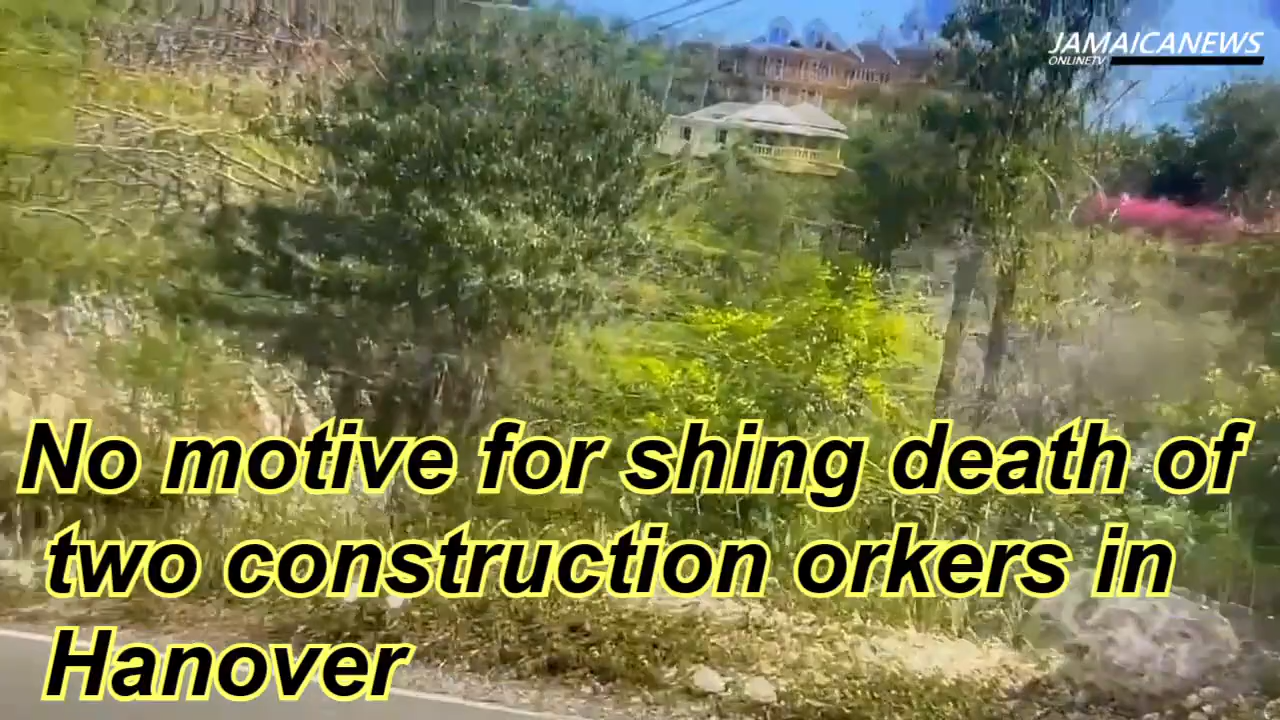 JAMAICANEWS
ONLINETV
No motive for shing death of
two construction orkers in
Hanover